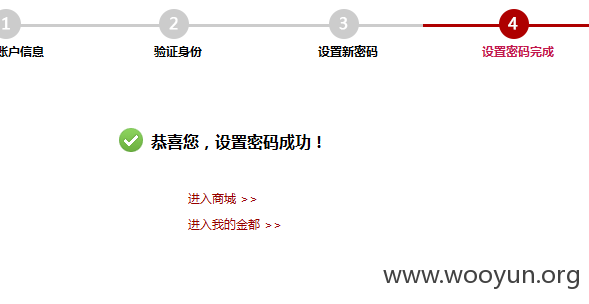 1 2 3 4
账户信息 验证身份 设置新密码 设置密码完成
恭喜您，设置密码成功！
进入商城 >>
进入我的金都 >>
www.wooyun.org